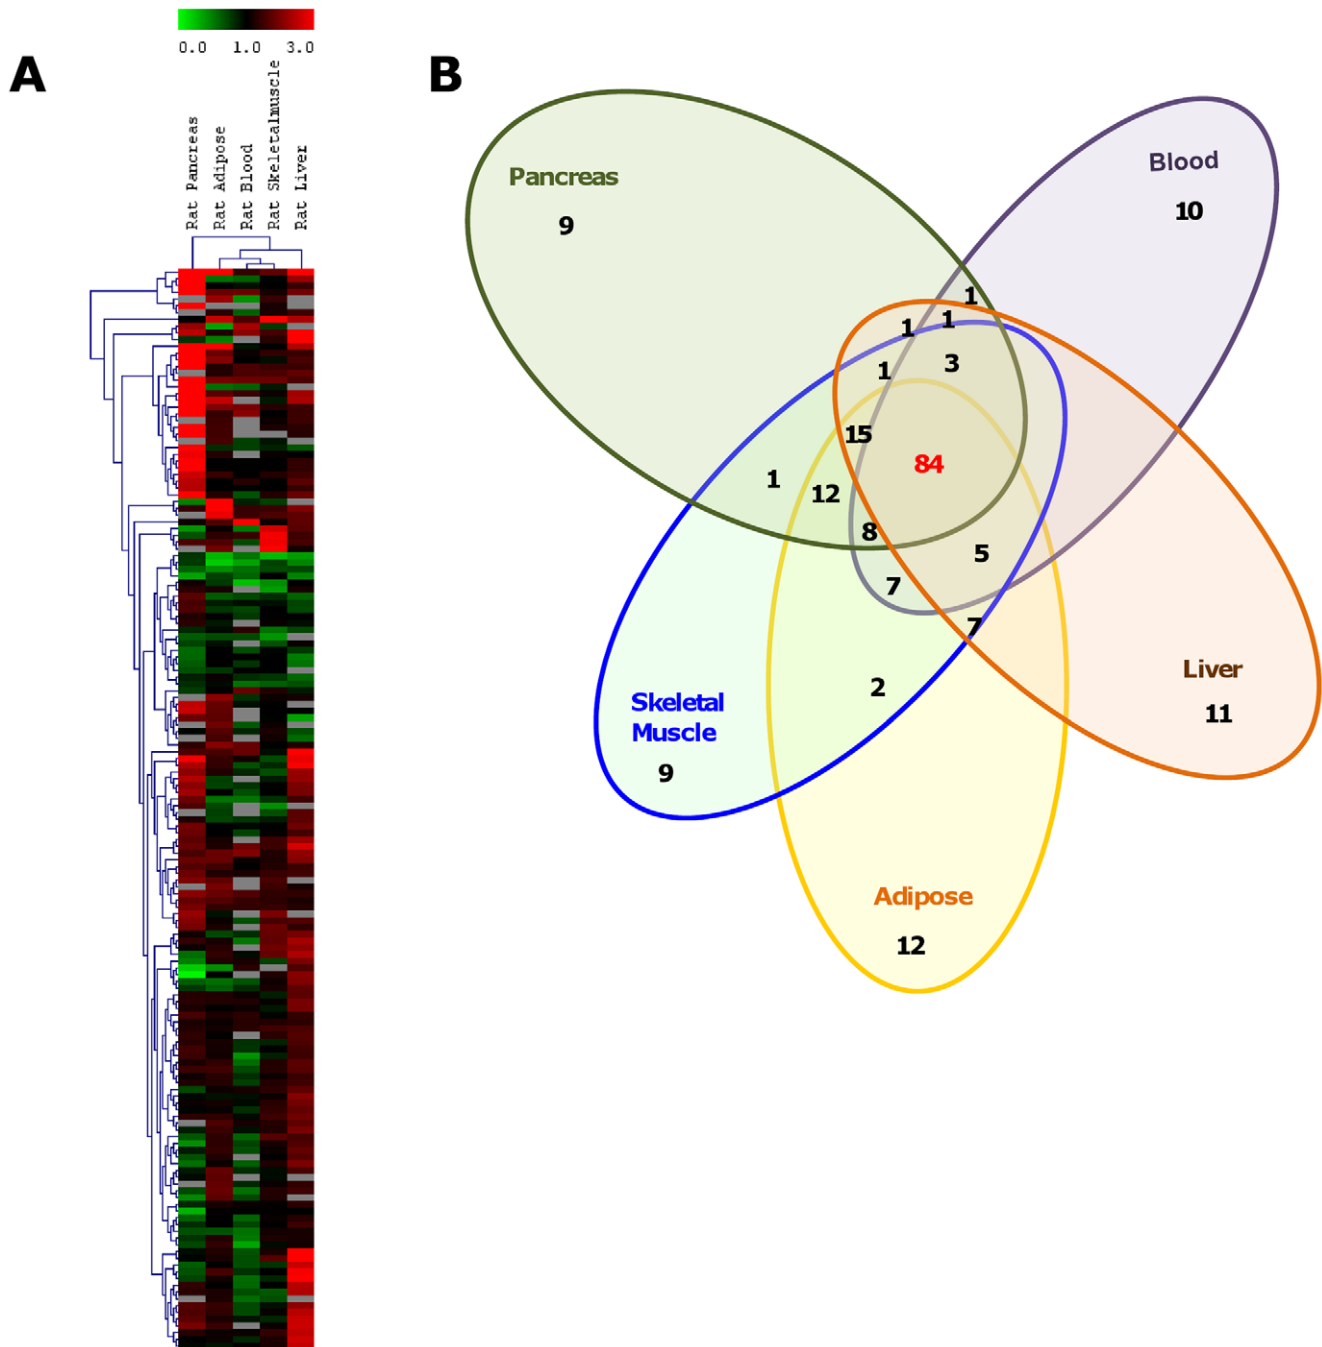 0.0 1.0 3.0
A
B
Rat Pancreas
Rat Adipose
Rat Blood
Rat Skeletalmuscle
Rat Liver
Pancreas
9
Blood
10
1
1
1
1
3
15
84
1
12
8
5
7
7
2
Skeletal
Muscle
9
Liver
11
Adipose
12